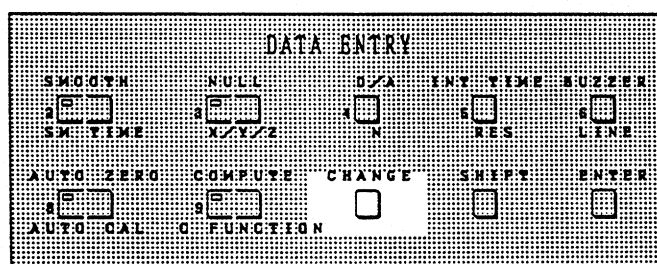 DATA ENTRY
SMOOTH NULL D/A INT TIME BUZZER
2 3 4 5 6
SM TIME X/Y/Z N RES LINE
AUTO ZERO COMPUTE CHANGE SHIFT ENTER
8 9
AUTO CAL C FUNCTION